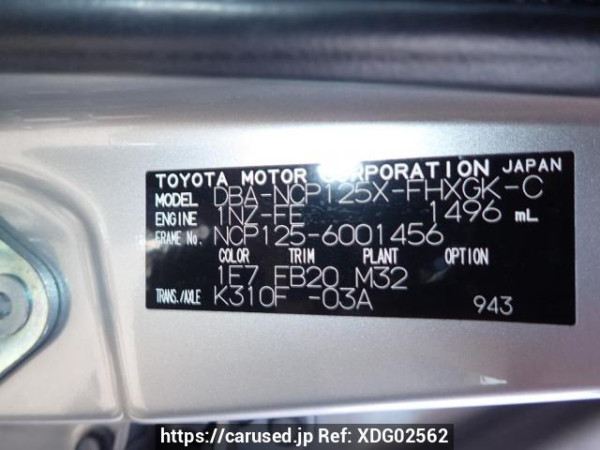 TOYOTA MOTOR CORPORATION JAPAN
MODEL DBA-NCP125X-FHXGK-C
ENGINE 1NZ-FE 1496 mL
FRAME No. NCP125-6001456
COLOR TRIM PLANT OPTION
1E7 FB20 M32
TRANS./AXLE K310F -03A 943
https://carused.jp Ref: XDG02562